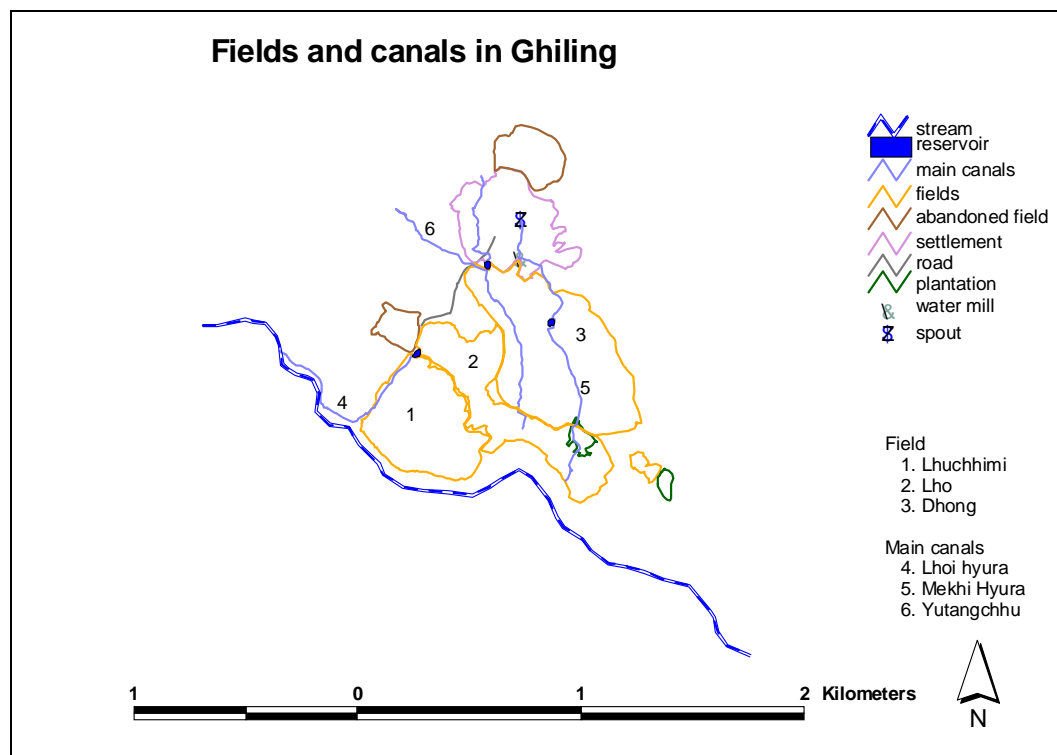 Fields and canals in Ghiling
stream
reservoir
main canals
fields
abandoned field
settlement
road
plantation
water mill
spout
6
3
2
5
4
1
Field
1. Lhuchhimi
2. Lho
3. Dhong
Main canals
4. Lhoi hyura
5. Mekhi Hyura
6. Yutangchhu
1 0 1 2 Kilometers
N